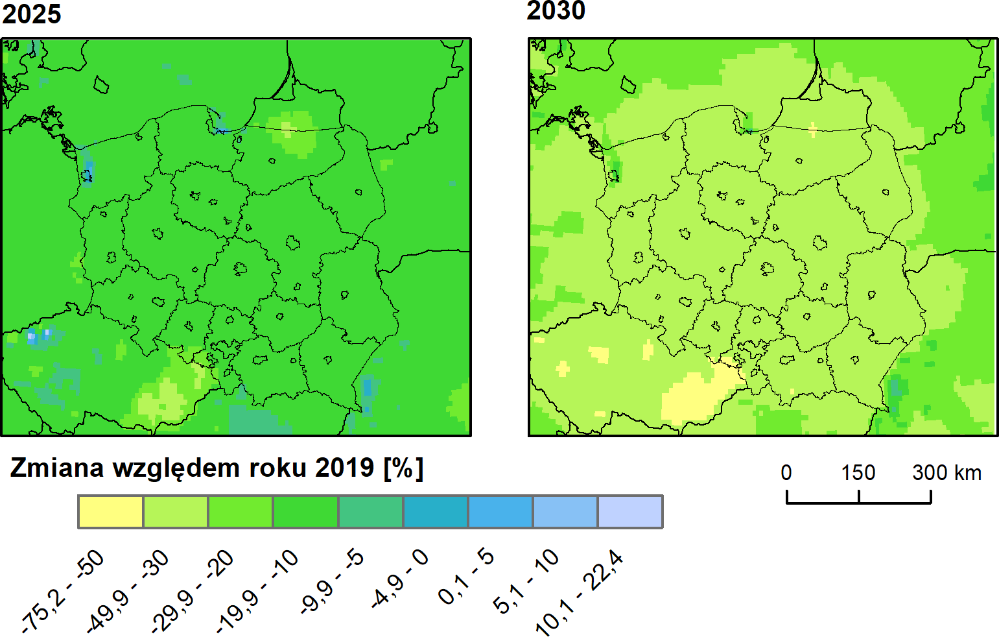 2025
2030
Zmiana względem roku 2019 [%]
0 150 300 km
-75,2 - -50
-49,9 - -30
-29,9 - -20
-19,9 - -10
-9,9 - -5
-4,9 - 0
0,1 - 5
5,1 - 10
10,1 - 22,4